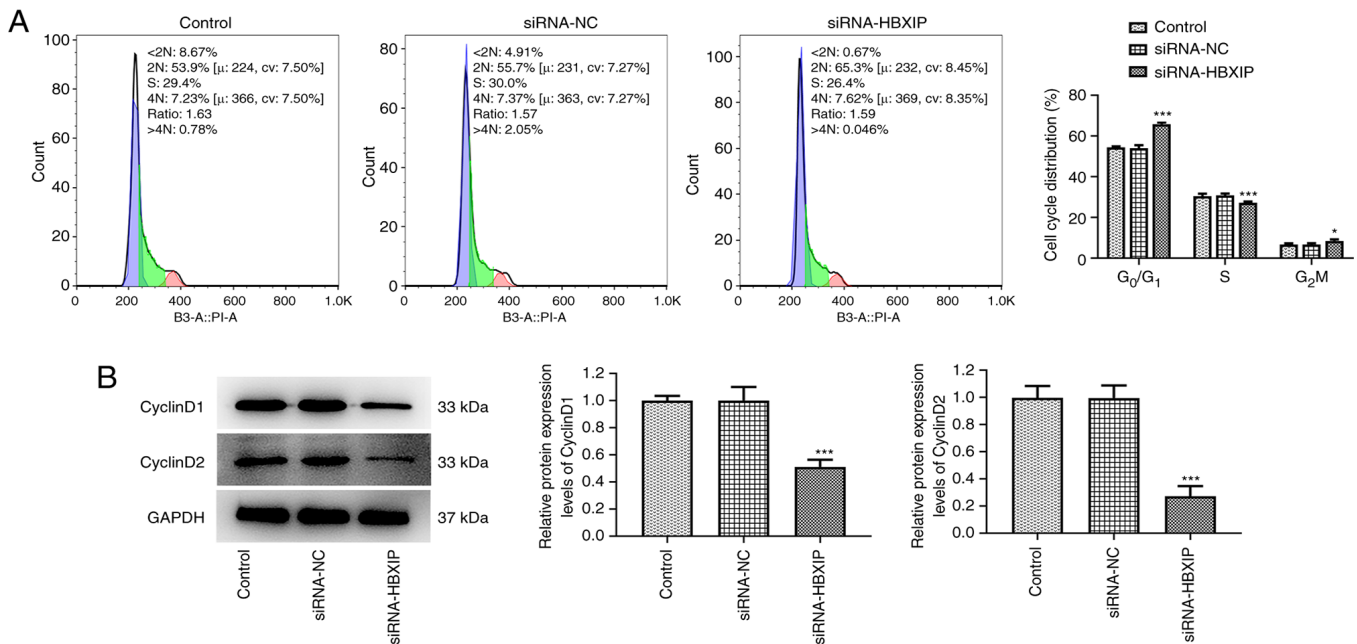 A
Control
<2N: 8.67%
2N: 53.9% [μ: 224, cv: 7.50%]
S: 29.4%
4N: 7.23% [μ: 366, cv: 7.50%]
Ratio: 1.63
>4N: 0.78%
Count
100
80
60
40
20
0
0
200
400
600
800
1.0K
B3-A::PI-A
siRNA-NC
<2N: 4.91%
2N: 55.7% [μ: 231, cv: 7.27%]
S: 30.0%
4N: 7.37% [μ: 363, cv: 7.27%]
Ratio: 1.57
>4N: 2.05%
Count
80
60
40
20
0
0
200
400
600
800
1.0K
B3-A::PI-A
siRNA-HBXIP
<2N: 0.67%
2N: 65.3% [μ: 232, cv: 8.45%]
S: 26.4%
4N: 7.62% [μ: 369, cv: 8.35%]
Ratio: 1.59
>4N: 0.046%
Count
100
80
60
40
20
0
0
200
400
600
800
1.0K
B3-A::PI-A
Control
siRNA-NC
siRNA-HBXIP
Cell cycle distribution (%)
80
60
40
20
0
***
***
*
G₀/G₁
S
G₂M
B
CyclinD1
33 kDa
CyclinD2
33 kDa
GAPDH
37 kDa
Control
siRNA-NC
siRNA-HBXIP
Relative protein expression
levels of CyclinD1
1.2
1.0
0.8
0.6
0.4
0.2
0.0
***
Control
siRNA-NC
siRNA-HBXIP
Relative protein expression
levels of CyclinD2
1.2
1.0
0.8
0.6
0.4
0.2
0.0
***
Control
siRNA-NC
siRNA-HBXIP